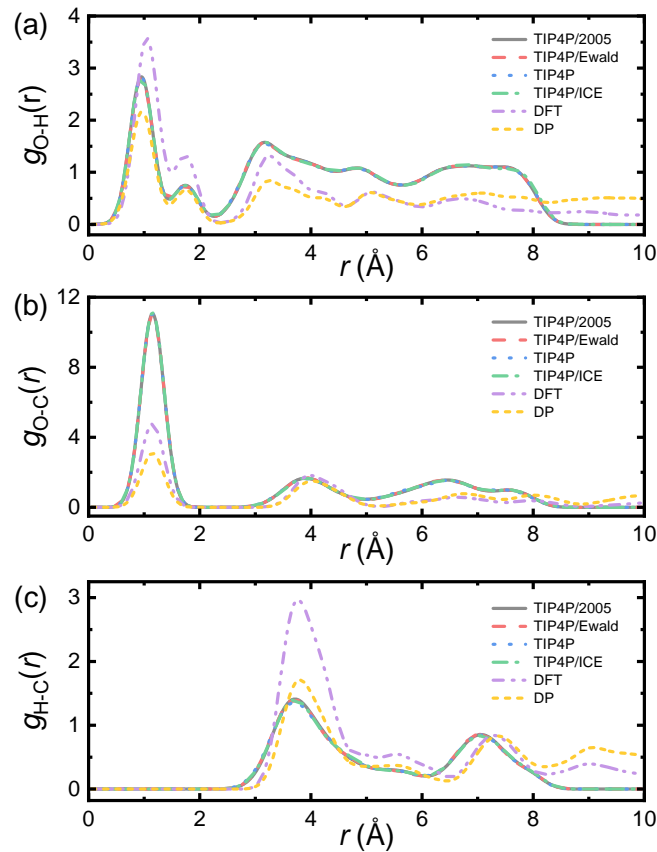 (a)
g_O-H(r)
4
3
2
1
0
TIP4P/2005
TIP4P/Ewald
TIP4P
TIP4P/ICE
DFT
DP
0 2 4 6 8 10
r (Å)
(b)
g_O-C(r)
12
8
4
0
TIP4P/2005
TIP4P/Ewald
TIP4P
TIP4P/ICE
DFT
DP
0 2 4 6 8 10
r (Å)
(c)
g_H-C(r)
3
2
1
0
TIP4P/2005
TIP4P/Ewald
TIP4P
TIP4P/ICE
DFT
DP
0 2 4 6 8 10
r (Å)